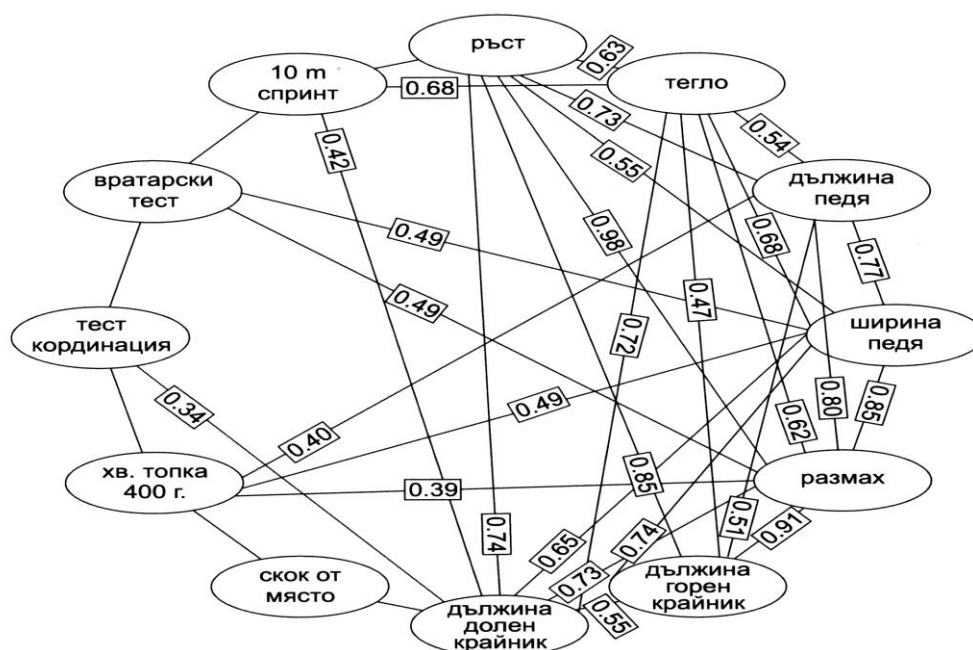 ръст
0.63
10 m
спринт
0.68
тегло
0.73
0.54
0.42
0.55
вратарски
тест
дължина
педя
0.49
0.98
0.68
0.77
0.49
0.47
тест
кординация
0.72
ширина
педя
0.34
0.49
0.80
0.85
0.40
0.62
хв. топка
400 г.
0.39
0.85
размах
0.74
0.65
0.74
0.51
0.91
скок от
място
0.73
дължина
горен
крайник
дължина
долен
крайник
0.55